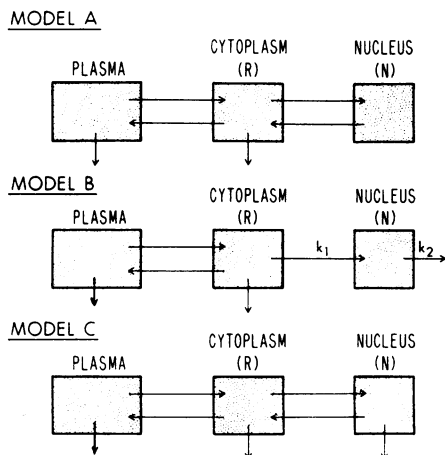 MODEL A
PLASMA
CYTOPLASM
(R)
NUCLEUS
(N)
MODEL B
PLASMA
CYTOPLASM
(R)
NUCLEUS
(N)
k₁
k₂
MODEL C
PLASMA
CYTOPLASM
(R)
NUCLEUS
(N)